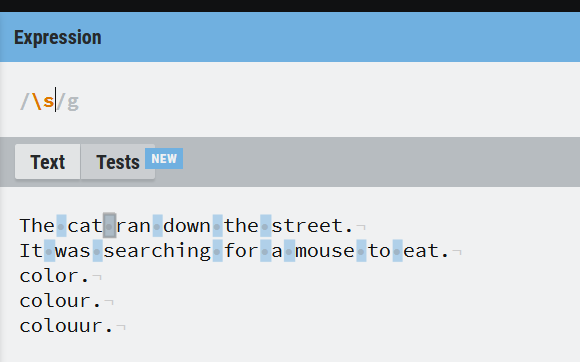 Expression
/\s/g
Text Tests NEW
The cat ran down the street.
It was searching for a mouse to eat.
color.
colour.
colouur.